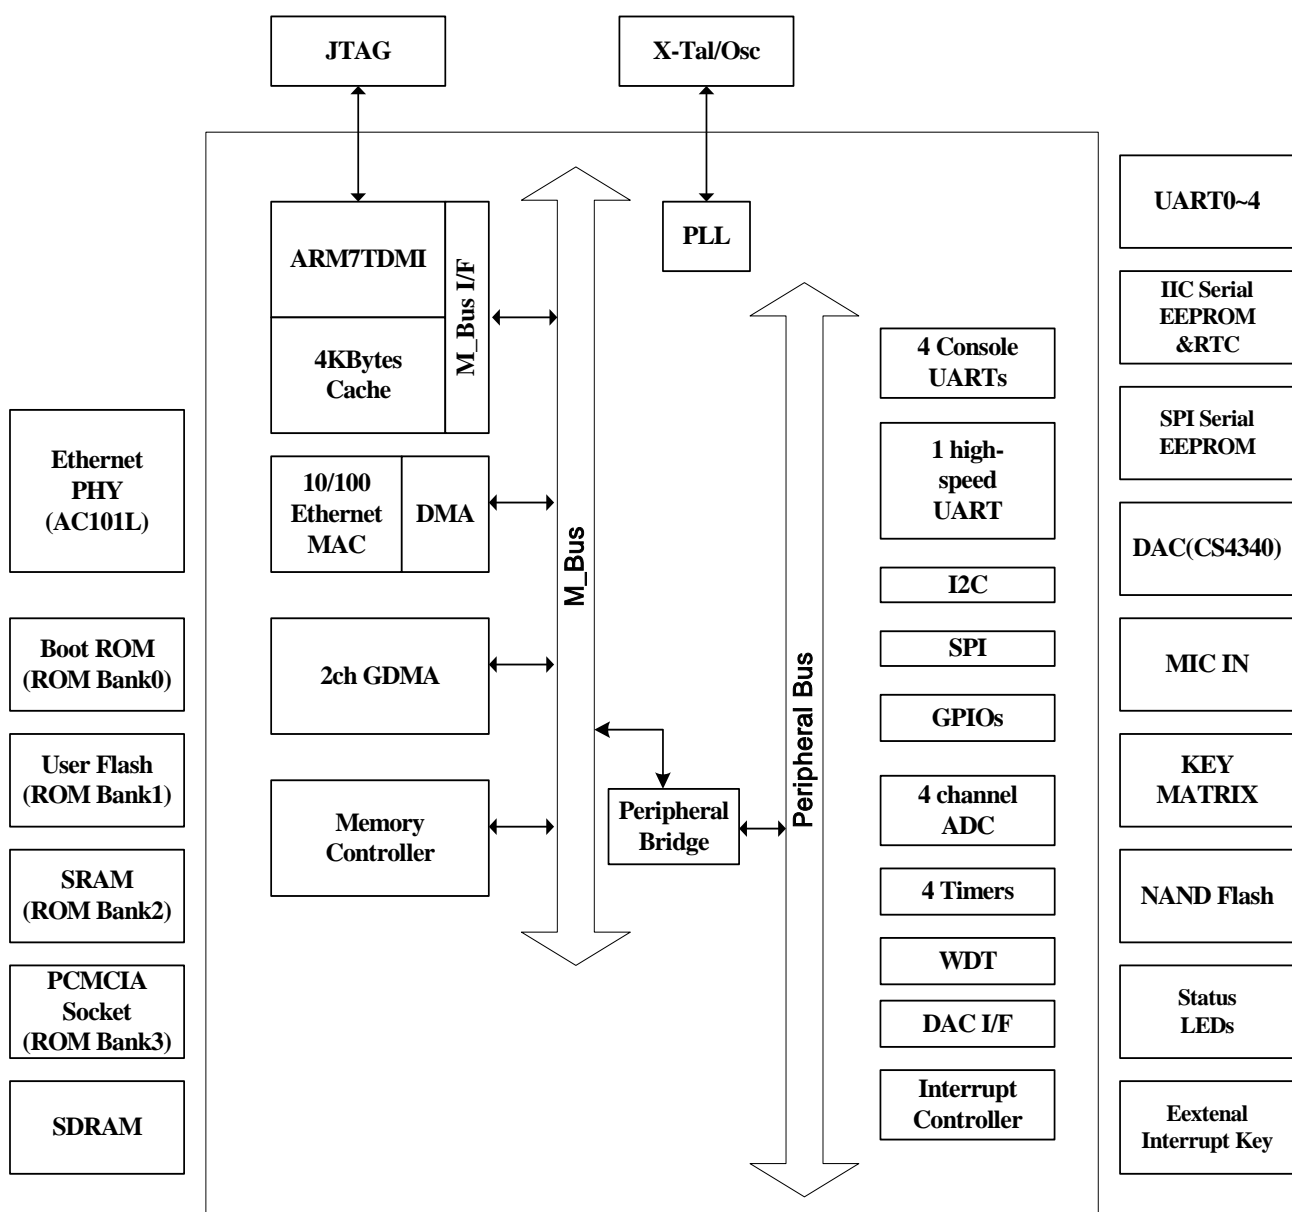 JTAG
X-Tal/Osc
ARM7TDMI
4KBytes
Cache
M_Bus I/F
10/100
Ethernet
MAC
DMA
2ch GDMA
Memory
Controller
M_Bus
PLL
Peripheral
Bridge
Peripheral Bus
4 Console
UARTs
1 high-
speed
UART
I2C
SPI
GPIOs
4 channel
ADC
4 Timers
WDT
DAC I/F
Interrupt
Controller
Ethernet
PHY
(AC101L)
Boot ROM
(ROM Bank0)
User Flash
(ROM Bank1)
SRAM
(ROM Bank2)
PCMCIA
Socket
(ROM Bank3)
SDRAM
UART0~4
IIC Serial
EEPROM
&RTC
SPI Serial
EEPROM
DAC(CS4340)
MIC IN
KEY
MATRIX
NAND Flash
Status
LEDs
Eextenal
Interrupt Key